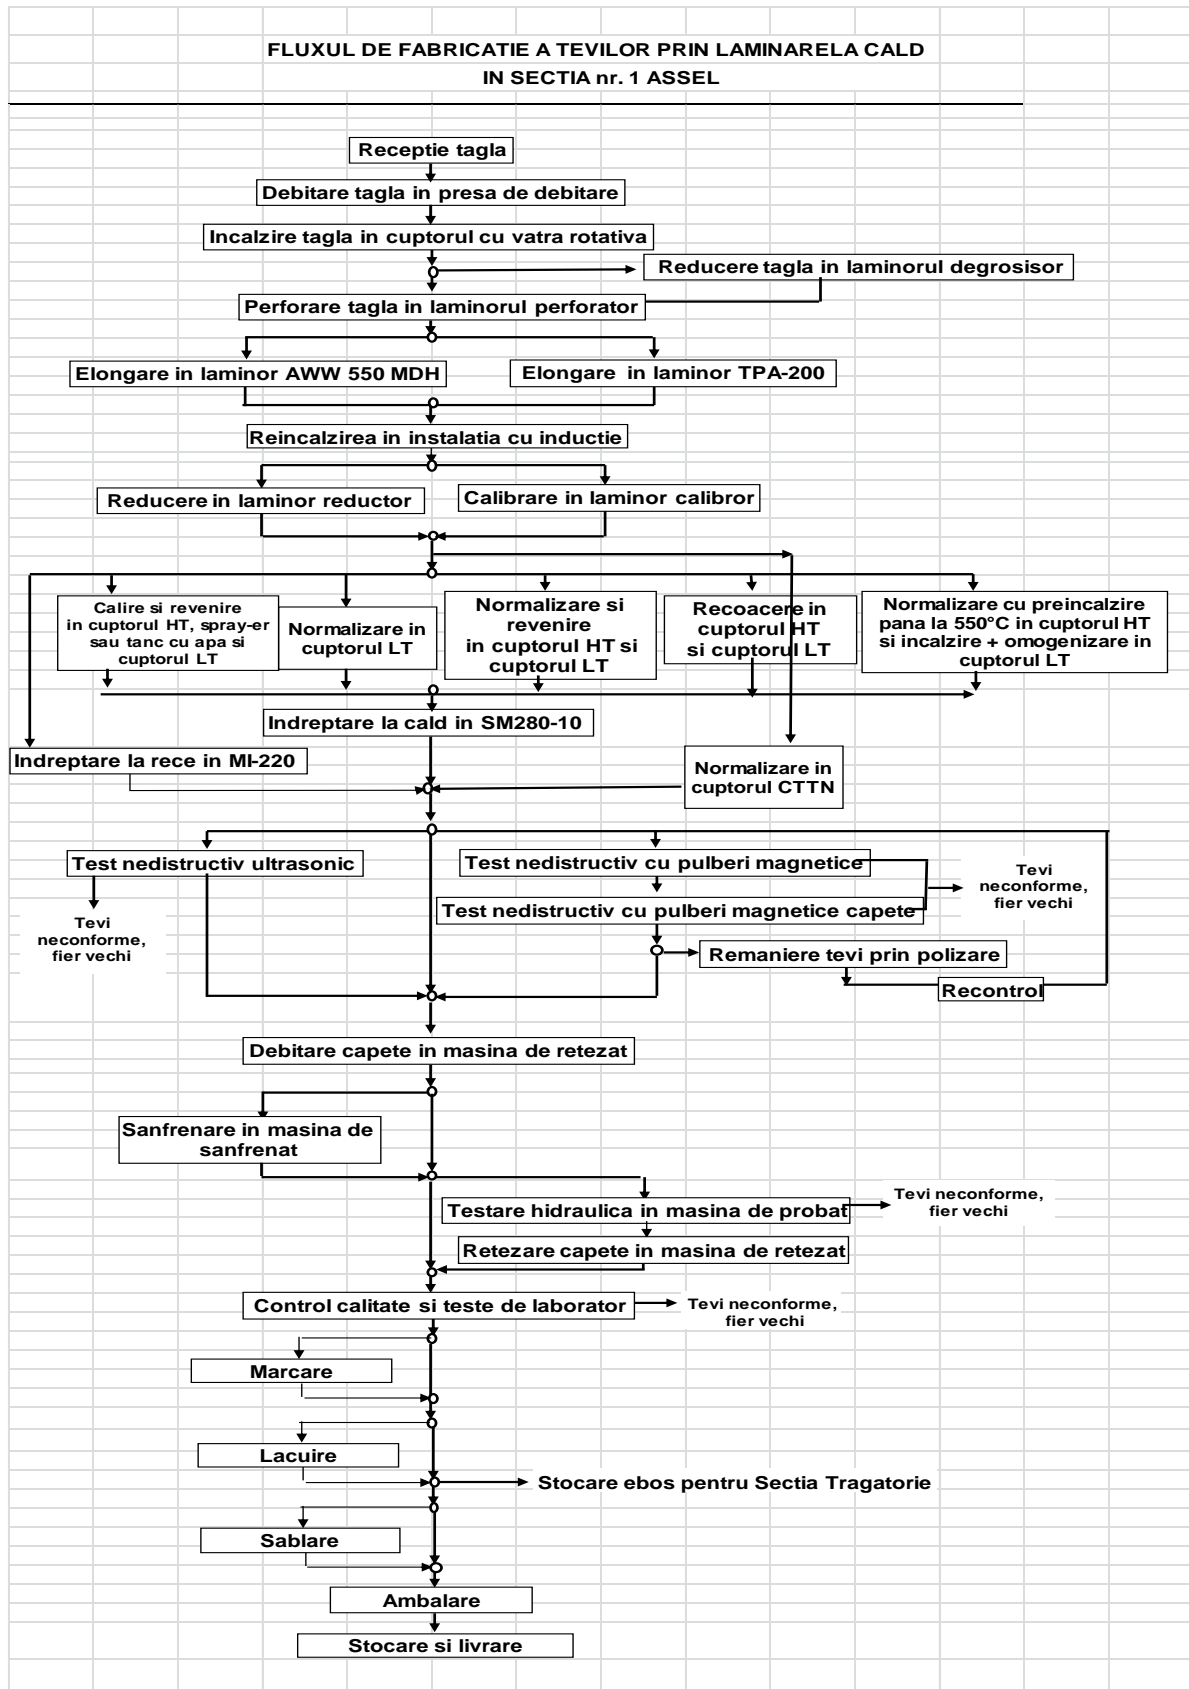 FLUXUL DE FABRICATIE A TEVILOR PRIN LAMINARELA CALD
IN SECTIA nr. 1 ASSEL
Receptie tagla
Debitare tagla in presa de debitare
Incalzire tagla in cuptorul cu vatra rotativa
Reducere tagla in laminorul degrosisor
Perforare tagla in laminorul perforator
Elongare in laminor AWW 550 MDH
Elongare in laminor TPA-200
Reincalzirea in instalatia cu inductie
Reducere in laminor reductor
Calibrare in laminor calibror
Calire si revenire
in cuptorul HT, spray-er
sau tanc cu apa si
cuptorul LT
Normalizare in
cuptorul LT
Normalizare si
revenire
in cuptorul HT si
cuptorul LT
Recoacere in
cuptorul HT
si cuptorul LT
Normalizare cu preincalzire
pana la 550°C in cuptorul HT
si incalzire + omogenizare in
cuptorul LT
Indreptare la cald in SM280-10
Indreptare la rece in MI-220
Normalizare in
cuptorul CTTN
Test nedistructiv ultrasonic
Test nedistructiv cu pulberi magnetice
Tevi
neconforme,
fier vechi
Test nedistructiv cu pulberi magnetice capete
Tevi
neconforme,
fier vechi
Remaniere tevi prin polizare
Recontrol
Debitare capete in masina de retezat
Sanfrenare in masina de
sanfrenat
Testare hidraulica in masina de probat
Tevi neconforme,
fier vechi
Retezare capete in masina de retezat
Control calitate si teste de laborator
Tevi neconforme,
fier vechi
Marcare
Lacuire
Stocare ebos pentru Sectia Tragatorie
Sablare
Ambalare
Stocare si livrare